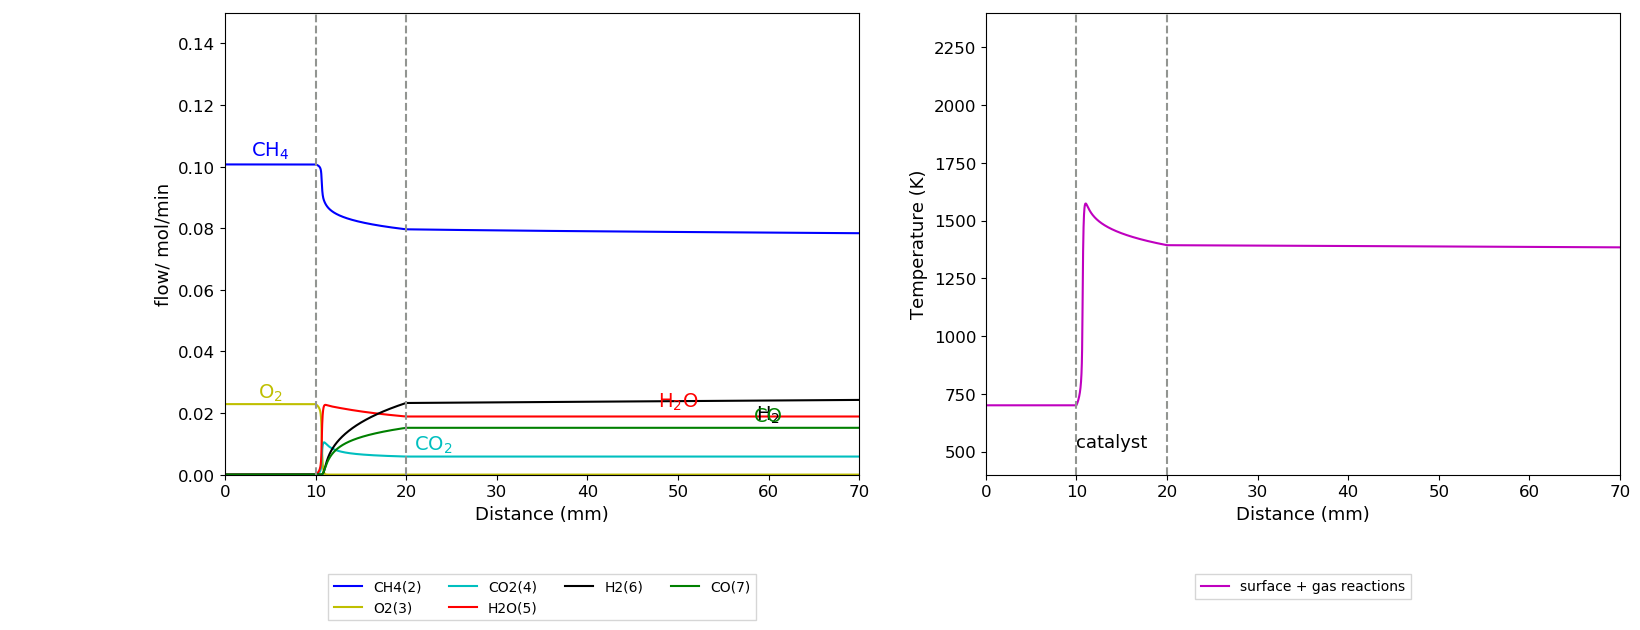 0.14
0.12
0.10
0.08
0.06
0.04
0.02
0.00
flow/ mol/min
CH4
O2
CO2
H2O
H2
CO
0 10 20 30 40 50 60 70
Distance (mm)
CH4(2) CO2(4) H2(6) CO(7)
O2(3) H2O(5)
2250
2000
1750
1500
1250
1000
750
500
Temperature (K)
catalyst
0 10 20 30 40 50 60 70
Distance (mm)
surface + gas reactions